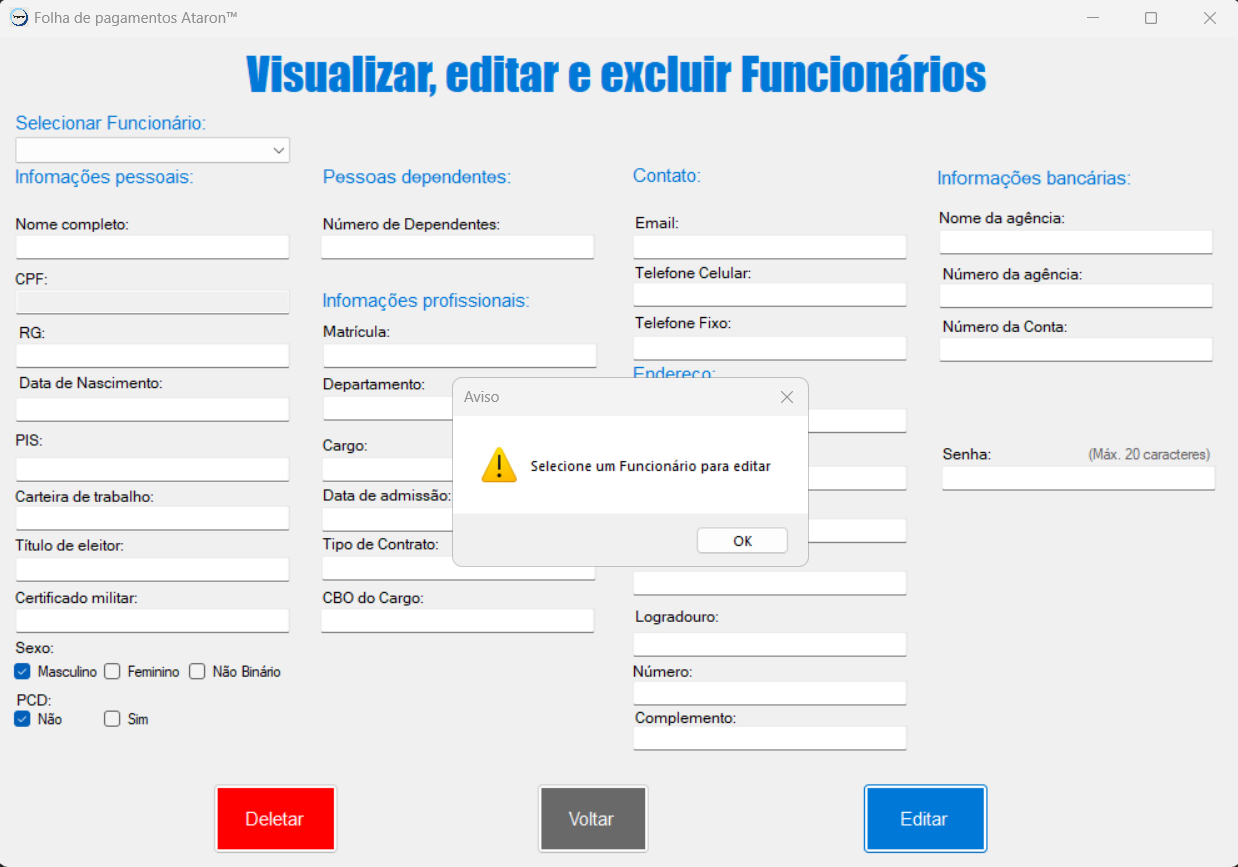 Folha de pagamentos Ataron™
Visualizar, editar e excluir Funcionários
Selecionar Funcionário:
Infomações pessoais:
Nome completo:
CPF:
RG:
Data de Nascimento:
PIS:
Carteira de trabalho:
Título de eleitor:
Certificado militar:
Sexo:
Masculino Feminino Não Binário
PCD:
Não Sim
Pessoas dependentes:
Número de Dependentes:
Infomações profissionais:
Matrícula:
Departamento:
Cargo:
Data de admissão:
Tipo de Contrato:
CBO do Cargo:
Contato:
Email:
Telefone Celular:
Telefone Fixo:
Endereço:
Logradouro:
Número:
Complemento:
Informações bancárias:
Nome da agência:
Número da agência:
Número da Conta:
Senha: (Máx. 20 caracteres)
Aviso
Selecione um Funcionário para editar
OK
Deletar
Voltar
Editar